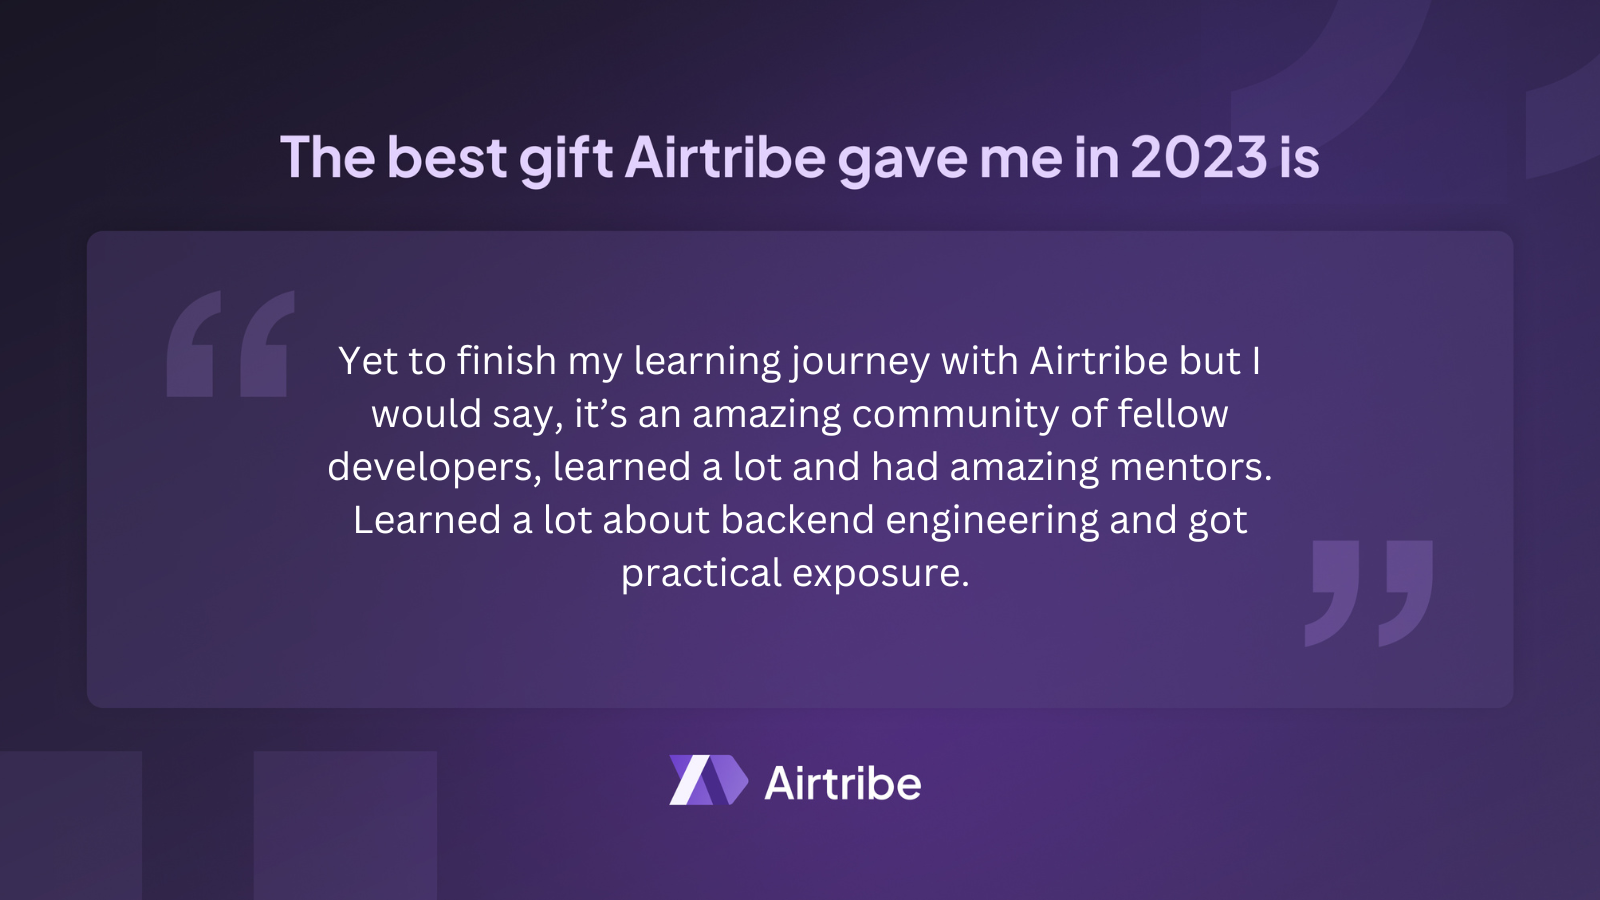 The best gift Airtribe gave me in 2023 is
Yet to finish my learning journey with Airtribe but I
would say, it’s an amazing community of fellow
developers, learned a lot and had amazing mentors.
Learned a lot about backend engineering and got
practical exposure.
Airtribe